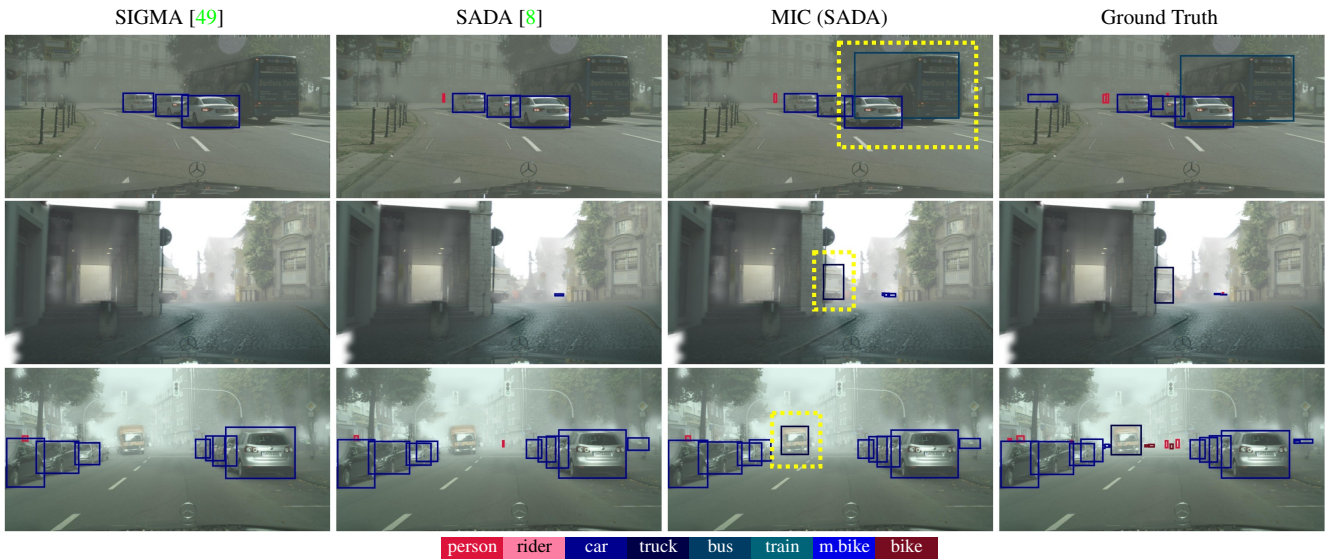 SIGMA [49] SADA [8] MIC (SADA) Ground Truth
person rider car truck bus train m.bike bike